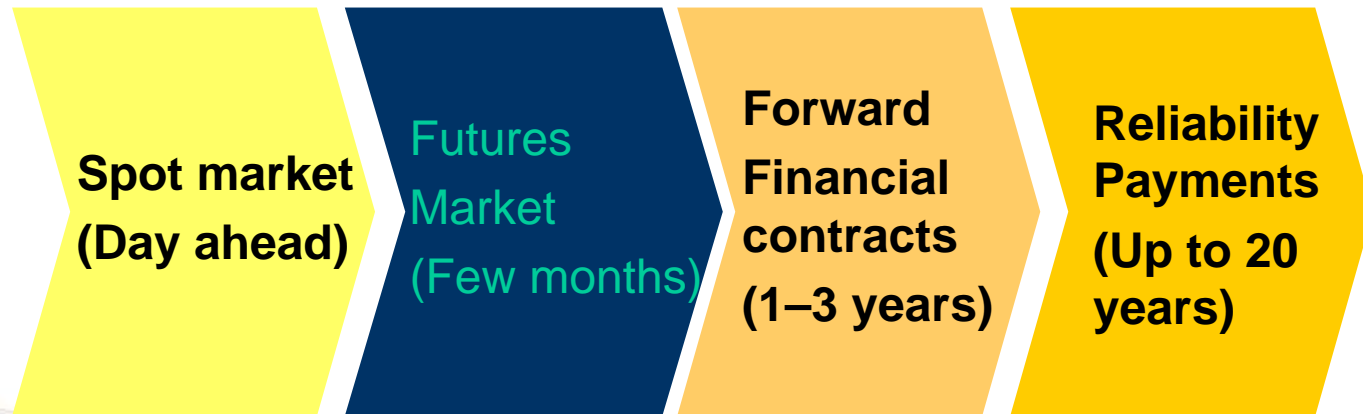 Spot market
(Day ahead)
Futures
Market
(Few months)
Forward
Financial
contracts
(1–3 years)
Reliability
Payments
(Up to 20
years)